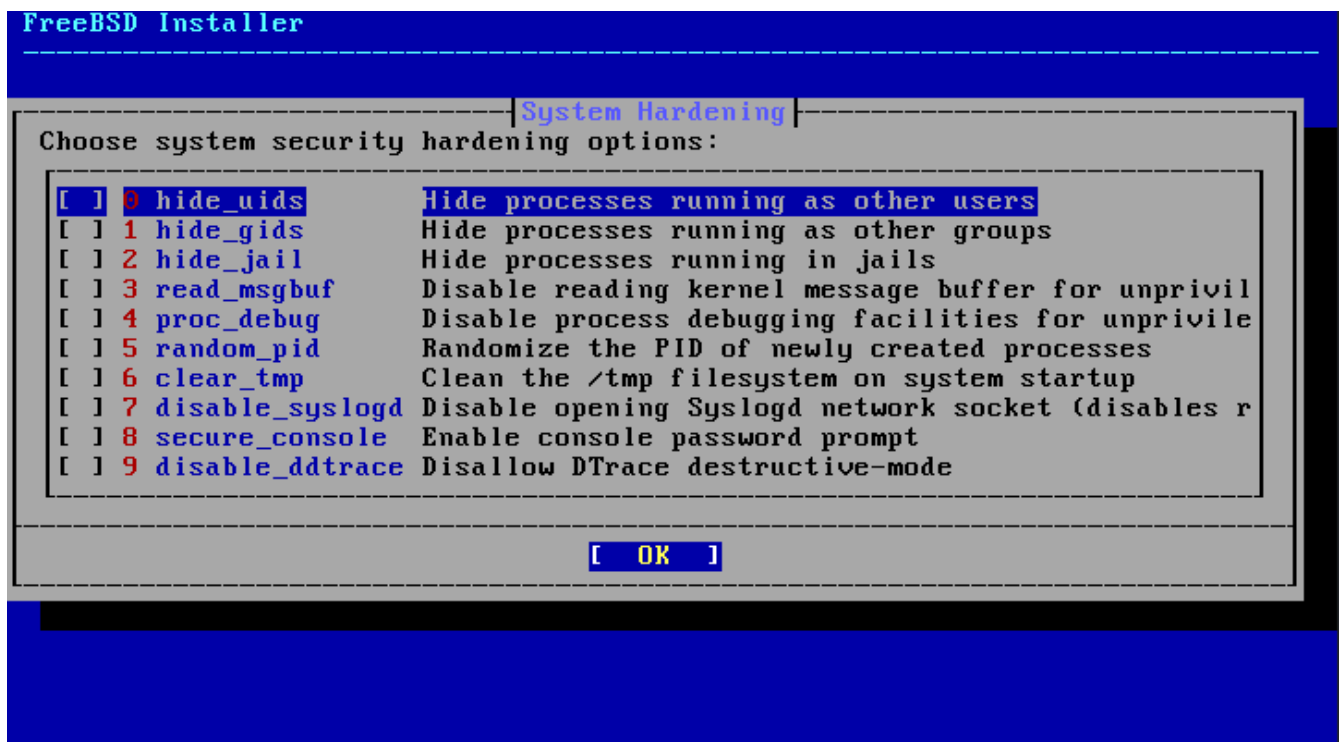 FreeBSD Installer
System Hardening
Choose system security hardening options:
[ ] 0 hide_uids Hide processes running as other users
[ ] 1 hide_gids Hide processes running as other groups
[ ] 2 hide_jail Hide processes running in jails
[ ] 3 read_msgbuf Disable reading kernel message buffer for unprivil
[ ] 4 proc_debug Disable process debugging facilities for unprivile
[ ] 5 random_pid Randomize the PID of newly created processes
[ ] 6 clear_tmp Clean the /tmp filesystem on system startup
[ ] 7 disable_syslogd Disable opening Syslogd network socket (disables r
[ ] 8 secure_console Enable console password prompt
[ ] 9 disable_ddtrace Disallow DTrace destructive-mode
[ OK ]